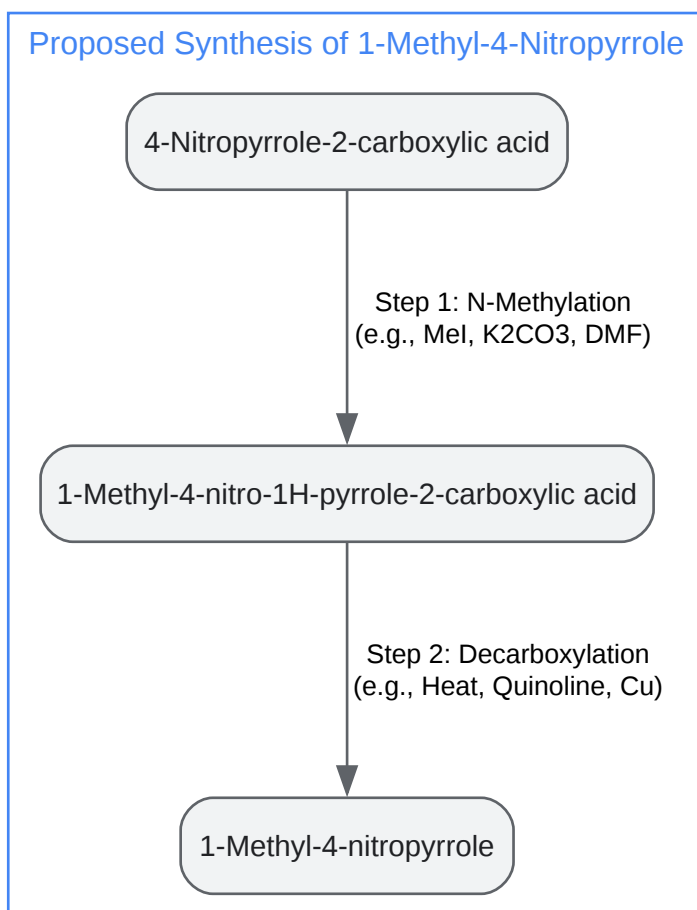 Proposed Synthesis of 1-Methyl-4-Nitropyrrole
4-Nitropyrrole-2-carboxylic acid
Step 1: N-Methylation
(e.g., MeI, K2CO3, DMF)
1-Methyl-4-nitro-1H-pyrrole-2-carboxylic acid
Step 2: Decarboxylation
(e.g., Heat, Quinoline, Cu)
1-Methyl-4-nitropyrrole